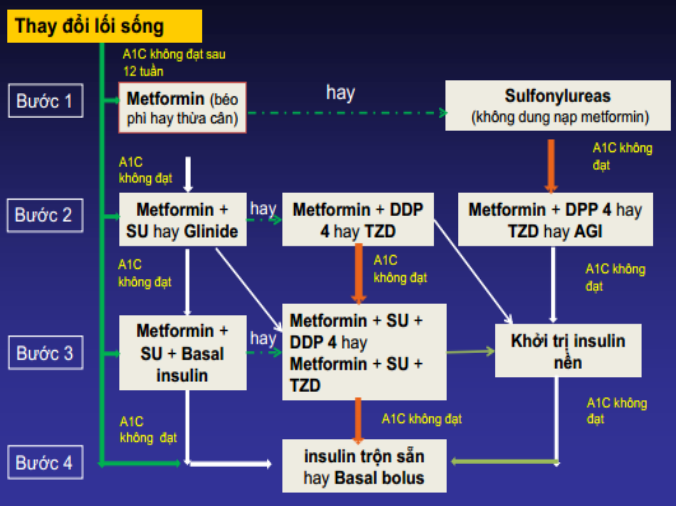 Thay đổi lối sống
A1C không đạt sau
12 tuần
Bước 1
Metformin (béo
phì hay thừa cân)
hay
Sulfonylureas
(không dung nạp metformin)
A1C
không đạt
A1C không
đạt
Bước 2
Metformin +
SU hay Glinide
hay
Metformin + DDP
4 hay TZD
Metformin + DPP 4 hay
TZD hay AGI
A1C
không đạt
A1C
không đạt
A1C không
đạt
Bước 3
Metformin +
SU + Basal
insulin
hay
Metformin + SU +
DDP 4 hay
Metformin + SU +
TZD
Khởi trị insulin
nền
A1C
không đạt
A1C không đạt
A1C không
đạt
Bước 4
insulin trộn sẵn
hay Basal bolus